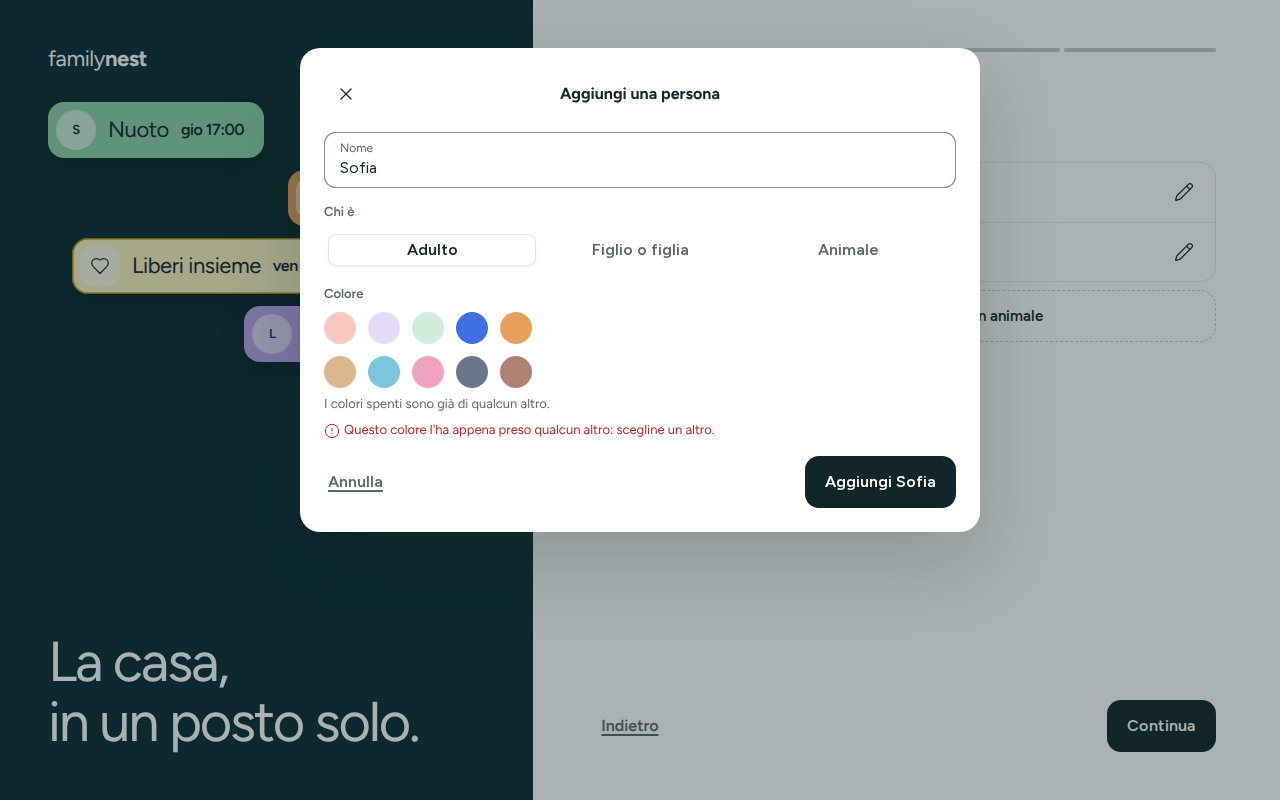 familynest
S Nuoto gio 17:00
Liberi insieme ven
L
La casa,
in un posto solo.
Aggiungi una persona
Nome
Sofia
Chi è
Adulto Figlio o figlia Animale
Colore
I colori spenti sono già di qualcun altro.
Questo colore l'ha appena preso qualcun altro: scegline un altro.
Annulla Aggiungi Sofia
n animale
Indietro Continua